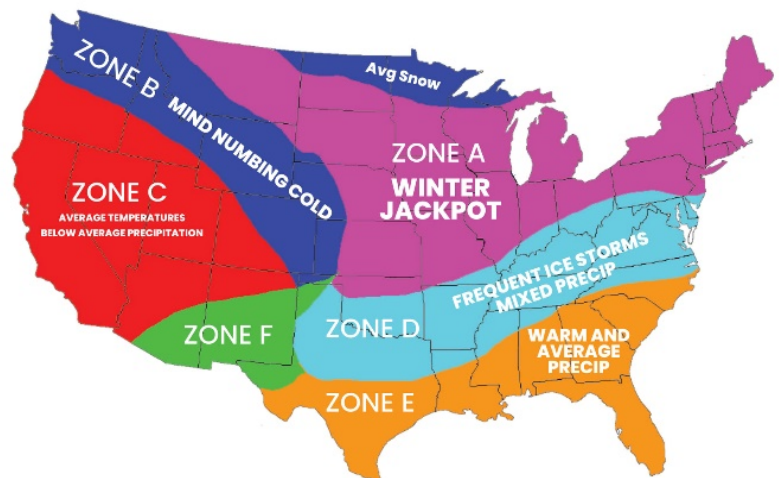 ZONE B
MIND NUMBING COLD
Avg Snow
ZONE A
WINTER
JACKPOT
ZONE C
AVERAGE TEMPERATURES
BELOW AVERAGE PRECIPITATION
FREQUENT ICE STORMS
MIXED PRECIP
ZONE F
ZONE D
WARM AND
AVERAGE
PRECIP
ZONE E